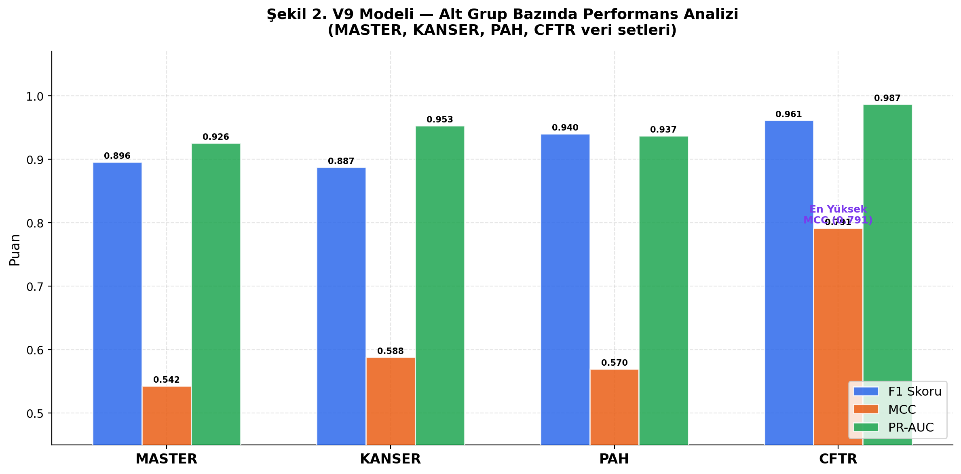 Şekil 2. V9 Modeli — Alt Grup Bazında Performans Analizi
(MASTER, KANSER, PAH, CFTR veri setleri)
Puan
1.0
0.9
0.8
0.7
0.6
0.5
0.896
0.542
0.926
0.887
0.588
0.953
0.940
0.570
0.937
0.961
0.791
0.987
En Yüksek
MCC (0.791)
F1 Skoru
MCC
PR-AUC
MASTER
KANSER
PAH
CFTR